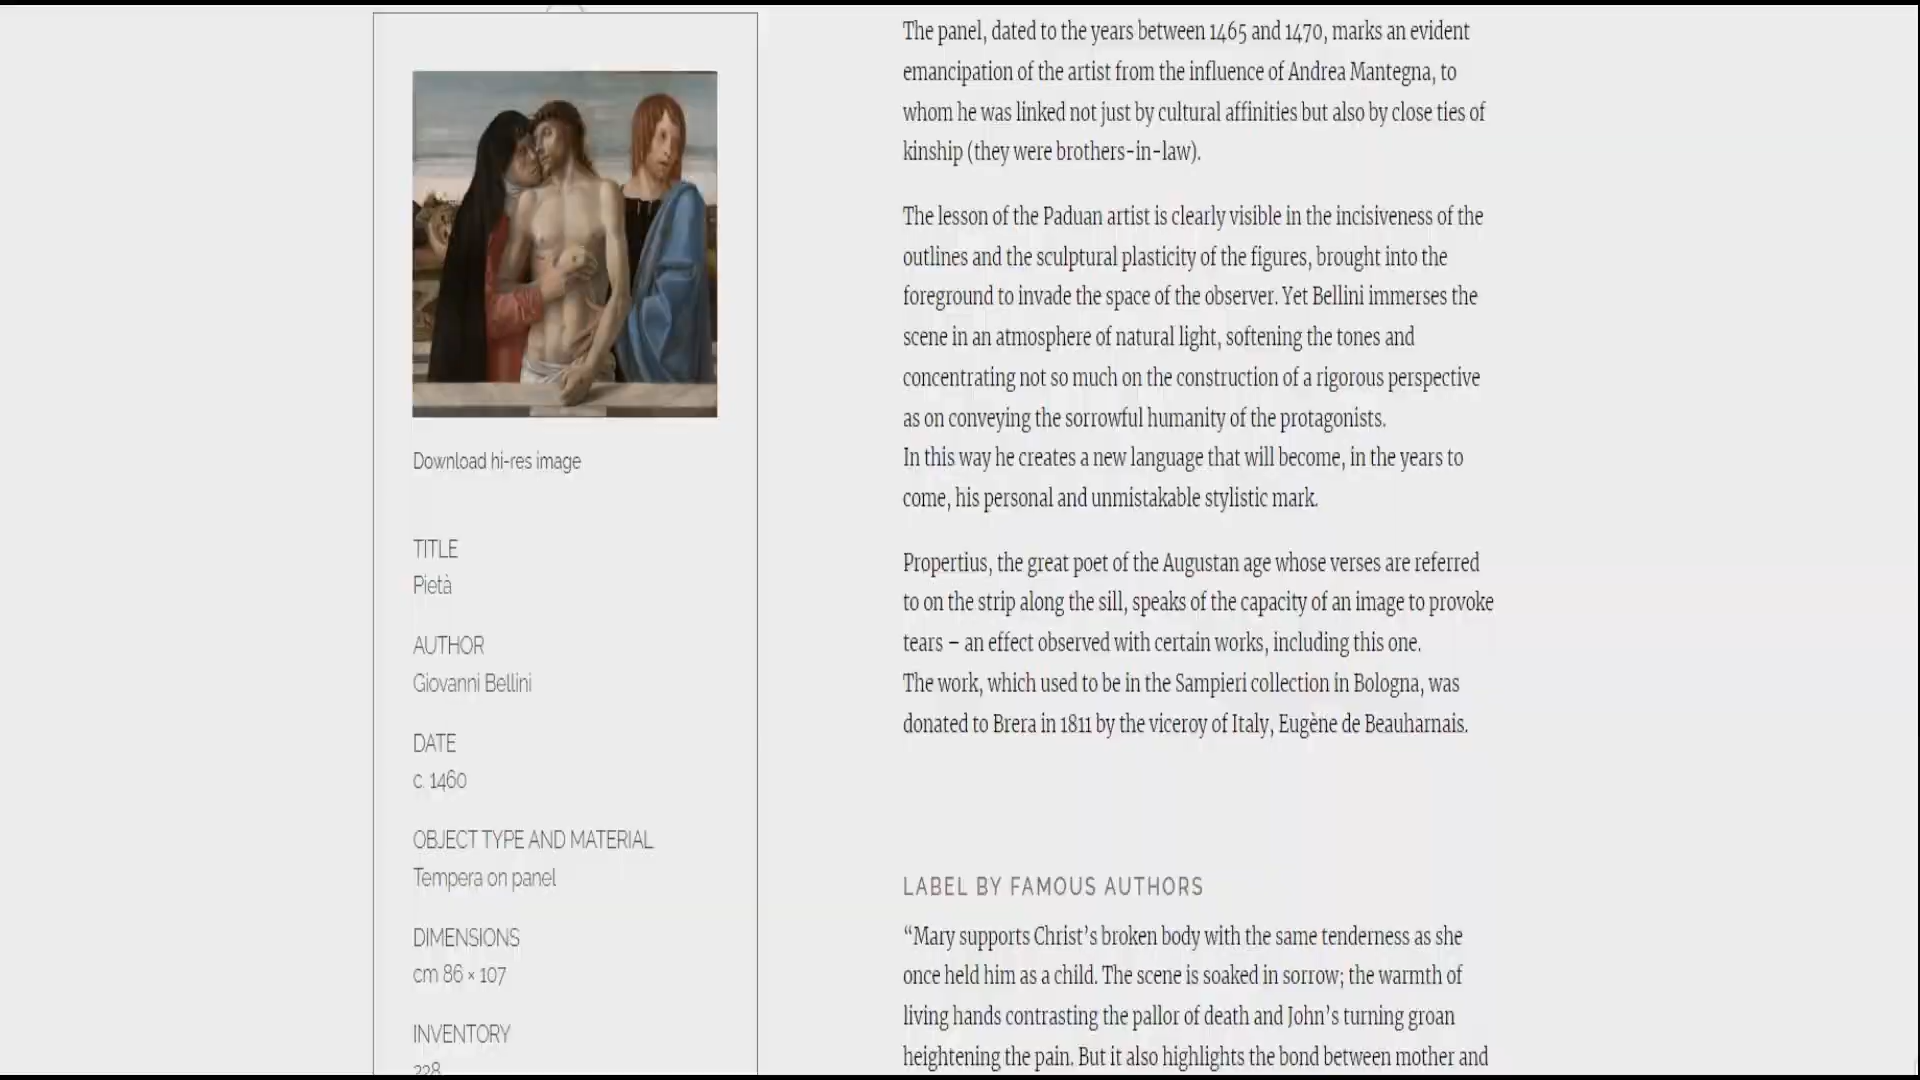 Download hi-res image
TITLE
Pietà
AUTHOR
Giovanni Bellini
DATE
c. 1460
OBJECT TYPE AND MATERIAL
Tempera on panel
DIMENSIONS
cm 86 × 107
INVENTORY
228
The panel, dated to the years between 1465 and 1470, marks an evident
emancipation of the artist from the influence of Andrea Mantegna, to
whom he was linked not just by cultural affinities but also by close ties of
kinship (they were brothers-in-law).
The lesson of the Paduan artist is clearly visible in the incisiveness of the
outlines and the sculptural plasticity of the figures, brought into the
foreground to invade the space of the observer. Yet Bellini immerses the
scene in an atmosphere of natural light, softening the tones and
concentrating not so much on the construction of a rigorous perspective
as on conveying the sorrowful humanity of the protagonists.
In this way he creates a new language that will become, in the years to
come, his personal and unmistakable stylistic mark.
Propertius, the great poet of the Augustan age whose verses are referred
to on the strip along the sill, speaks of the capacity of an image to provoke
tears – an effect observed with certain works, including this one.
The work, which used to be in the Sampieri collection in Bologna, was
donated to Brera in 1811 by the viceroy of Italy, Eugène de Beauharnais.
LABEL BY FAMOUS AUTHORS
“Mary supports Christ’s broken body with the same tenderness as she
once held him as a child. The scene is soaked in sorrow; the warmth of
living hands contrasting the pallor of death and John’s turning groan
heightening the pain. But it also highlights the bond between mother and